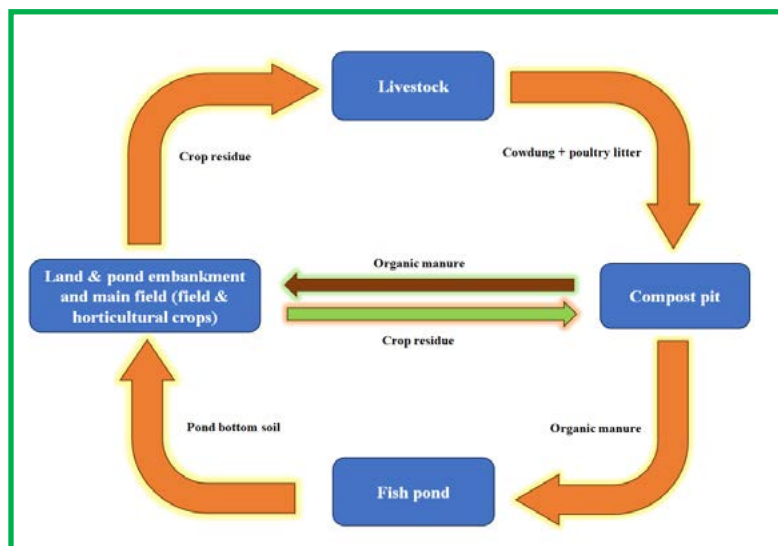 Livestock
Crop residue
Cowdung + poultry litter
Land & pond embankment
and main field (field &
horticultural crops)
Organic manure
Compost pit
Crop residue
Pond bottom soil
Organic manure
Fish pond